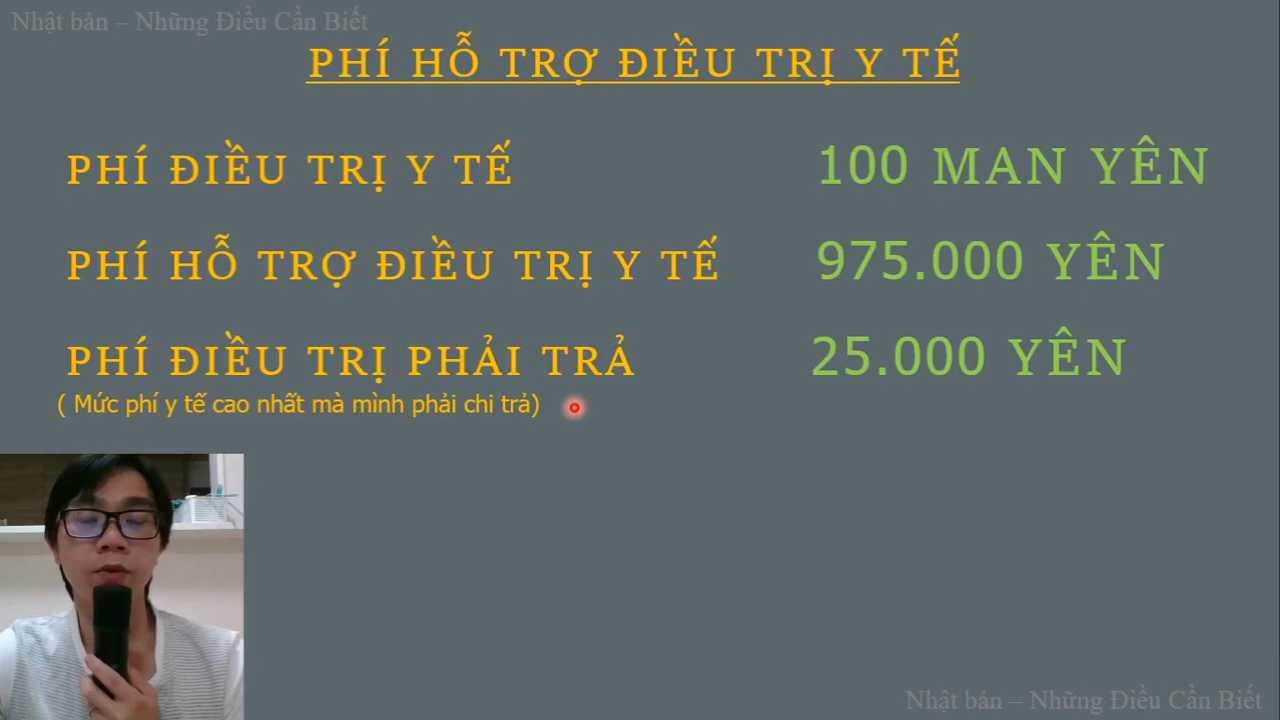 Nhật bản – Những Điều Cần Biết
PHÍ HỖ TRỢ ĐIỀU TRỊ Y TẾ
PHÍ ĐIỀU TRỊ Y TẾ 100 MAN YÊN
PHÍ HỖ TRỢ ĐIỀU TRỊ Y TẾ 975.000 YÊN
PHÍ ĐIỀU TRỊ PHẢI TRẢ 25.000 YÊN
( Mức phí y tế cao nhất mà mình phải chi trả)
Nhật bản – Những Điều Cần Biết